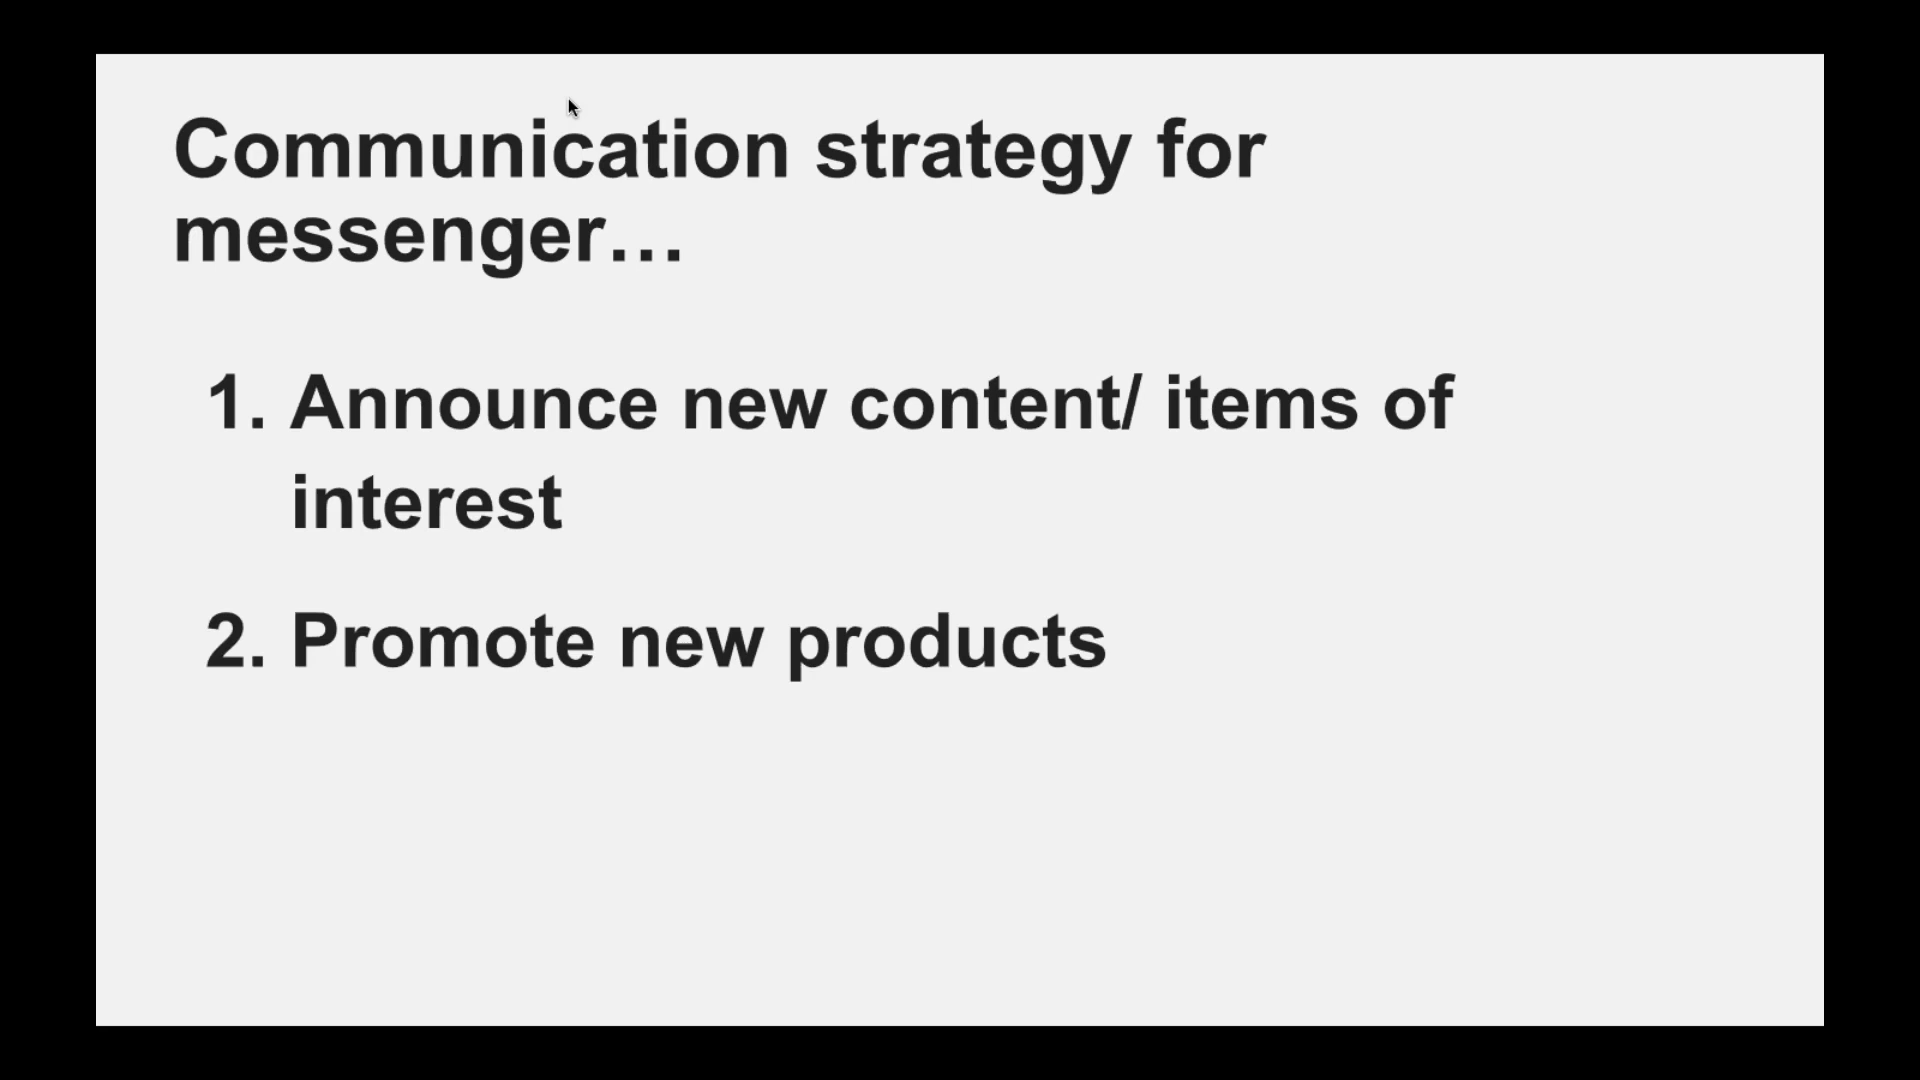 Communication strategy for
messenger…
1. Announce new content/ items of
interest
2. Promote new products